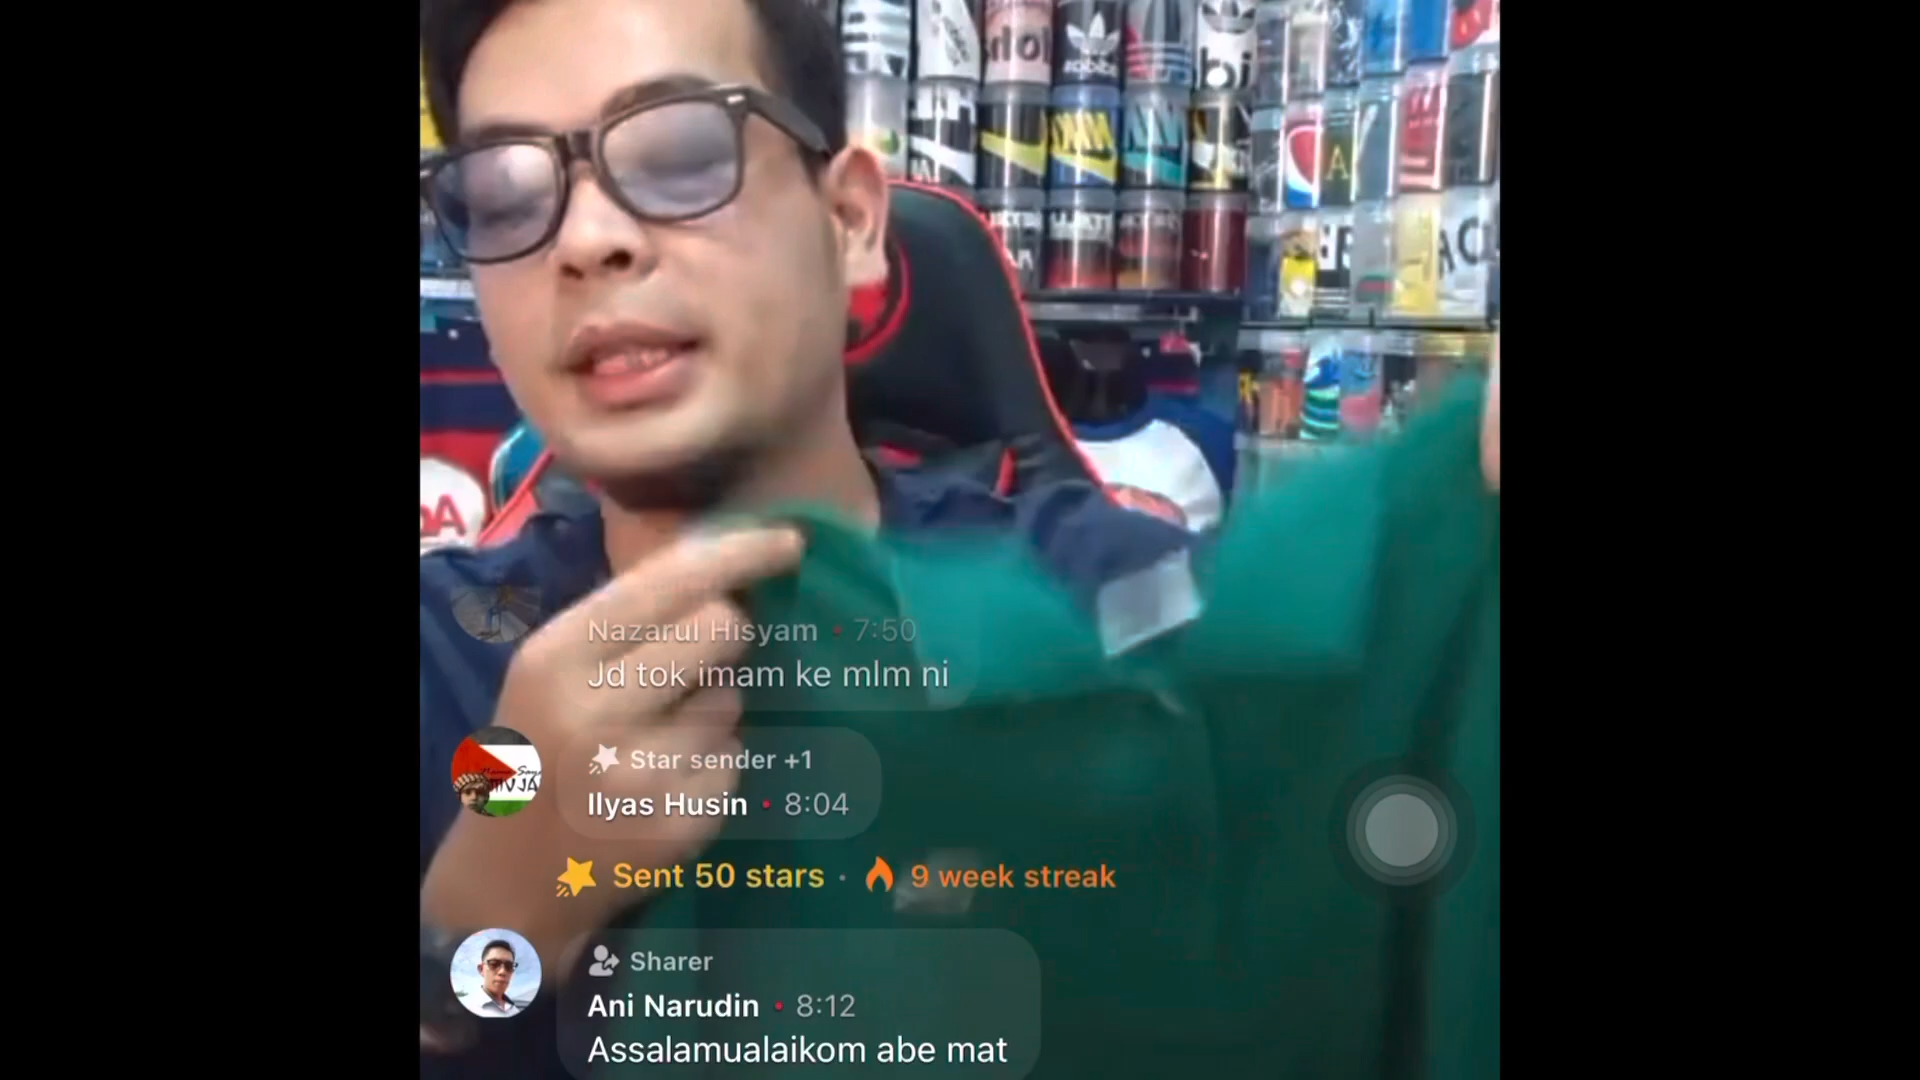 adidas
Nazarul Hisyam • 7:50
Jd tok imam ke mlm ni
Star sender +1
Ilyas Husin • 8:04
Sent 50 stars · 9 week streak
Sharer
Ani Narudin • 8:12
Assalamualaikom abe mat